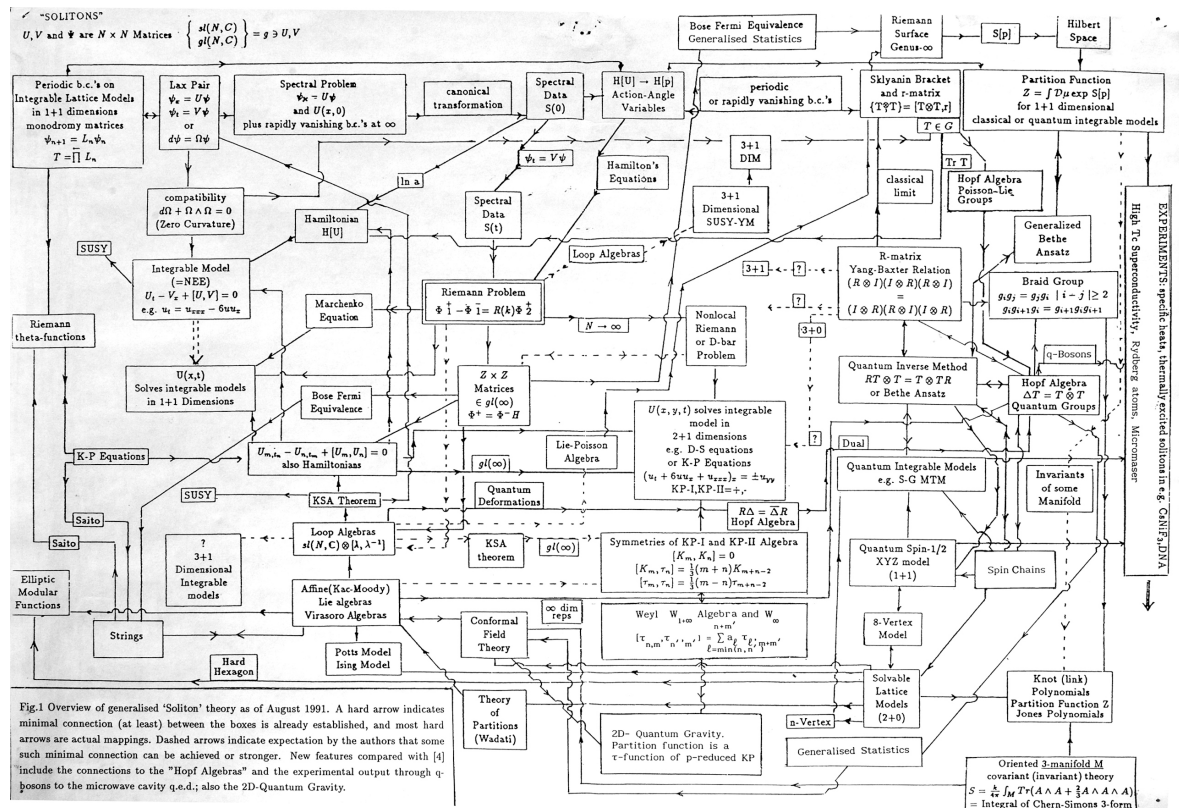 "SOLITONS"
U, V and Ψ are N × N Matrices { gl(N,C) gl(N,C) } = g ∋ U,V
Bose Fermi Equivalence
Generalised Statistics
Riemann
Surface
Genus-∞
S[p]
Hilbert
Space
Periodic b.c.'s on
Integrable Lattice Models
in 1+1 dimensions
monodromy matrices
ψₙ₊₁ = Lₙψₙ
T = ∏ Lₙ
Lax Pair
ψₓ = Uψ
ψₜ = Vψ
or
dψ = Ωψ
Spectral Problem
ψₓ = Uψ
and U(x,0)
plus rapidly vanishing b.c.'s at ∞
canonical
transformation
Spectral
Data
S(0)
H[U] → H[p]
Action-Angle
Variables
periodic
or rapidly vanishing b.c.'s
Sklyanin Bracket
and r-matrix
{T⊗T} = [T⊗T,r]
T ∈ G
Partition Function
Z = ∫ Dμ exp S[p]
for 1+1 dimensional
classical or quantum integrable models
ψₜ = Vψ
3+1
DIM
Tr T
Hamilton's
Equations
ln a
classical
limit
Hopf Algebra
Poisson-Lie
Groups
compatibility
dΩ + Ω ∧ Ω = 0
(Zero Curvature)
Spectral
Data
S(t)
3+1
Dimensional
SUSY-YM
Hamiltonian
H[U]
Generalized
Bethe
Ansatz
SUSY
Loop Algebras
Integrable Model
(=NEE)
Uₜ − Vₓ + [U,V] = 0
e.g. uₜ = uₓₓₓ − 6uuₓ
R-matrix
Yang-Baxter Relation
(R ⊗ I)(I ⊗ R)(R ⊗ I)
=
(I ⊗ R)(R ⊗ I)(I ⊗ R)
3+1
?
Braid Group
gᵢgⱼ = gⱼgᵢ | i − j |≥ 2
gᵢgᵢ₊₁gᵢ = gᵢ₊₁gᵢgᵢ₊₁
EXPERIMENTS: specific heats, thermally excited solitons in e.g. CsNiF₃,DNA
High Tc Superconductivity, Rydberg atoms, Micromaser
Riemann
theta-functions
Marchenko
Equation
Riemann Problem
Φ⁺₁⁻Φ⁻₁ = R(k)Φ⁺₂
N → ∞
?
3+0
Nonlocal
Riemann
or D-bar
Problem
U(x,t)
Solves integrable models
in 1+1 Dimensions
Bose Fermi
Equivalence
Z × Z
Matrices
∈ gl(∞)
Φ⁺ = Φ⁻H
q-Bosons
Quantum Inverse Method
RT ⊗ T = T ⊗ TR
or Bethe Ansatz
Hopf Algebra
ΔT = T ⊗ T
Quantum Groups
U(x,y,t) solves integrable
model in
2+1 dimensions
e.g. D-S equations
or K-P Equations
(uₜ + 6uuₓ + uₓₓₓ)ₓ = ±uᵧᵧ
KP-I,KP-II=+,-
?
Dual
K-P Equations
Uₘ,ₜₙ − Uₙ,ₜₘ + [Uₘ, Uₙ] = 0
also Hamiltonians
Lie-Poisson
Algebra
gl(∞)
Quantum Integrable Models
e.g. S-G MTM
Invariants
of some
Manifold
SUSY
KSA Theorem
Quantum
Deformations
RΔ = Δ̄R
Hopf Algebra
Saito
Saito
Loop Algebras
sl(N,C) ⊗ [λ, λ⁻¹]
KSA
theorem
gl(∞)
?
3+1
Dimensional
Integrable
models
Symmetries of KP-I and KP-II Algebra
[Kₘ, Kₙ] = 0
[Kₘ, τₙ] = ⅓(m + n)Kₘ₊ₙ₋₂
[τₘ, τₙ] = ⅓(m − n)τₘ₊ₙ₋₂
Quantum Spin-1/2
XYZ model
(1+1)
Spin Chains
Elliptic
Modular
Functions
Affine(Kac-Moody)
Lie algebras
Virasoro Algebras
∞ dim
reps
Weyl W₁₊∞ Algebra and W∞
Strings
Conformal
Field
Theory
8-Vertex
Model
Potts Model
Ising Model
Hard
Hexagon
Solvable
Lattice
Models
(2+0)
Knot (link)
Polynomials
Partition Function Z
Jones Polynomials
Theory
of
Partitions
(Wadati)
n-Vertex
2D- Quantum Gravity.
Partition function is a
τ-function of p-reduced KP
Generalised Statistics
Oriented 3-manifold M
covariant (invariant) theory
S = k/4π ∫M Tr(A ∧ A + ⅔A ∧ A ∧ A)
= Integral of Chern-Simons 3-form
Fig.1 Overview of generalised 'Soliton' theory as of August 1991. A hard arrow indicates
minimal connection (at least) between the boxes is already established, and most hard
arrows are actual mappings. Dashed arrows indicate expectation by the authors that some
such minimal connection can be achieved or stronger. New features compared with [4]
include the connections to the "Hopf Algebras" and the experimental output through q-
bosons to the microwave cavity q.e.d.; also the 2D-Quantum Gravity.